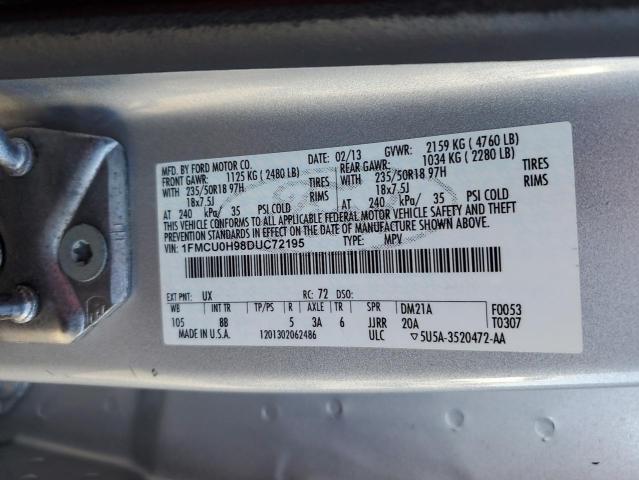 MFD. BY FORD MOTOR CO. DATE: 02/13 GVWR: 2159 KG ( 4760 LB)
FRONT GAWR: 1125 KG ( 2480 LB) REAR GAWR: 1034 KG ( 2280 LB)
WITH 235/50R18 97H TIRES WITH 235/50R18 97H TIRES
18x7.5J RIMS 18x7.5J RIMS
AT 240 kPa/ 35 PSI COLD AT 240 kPa/ 35 PSI COLD
THIS VEHICLE CONFORMS TO ALL APPLICABLE FEDERAL MOTOR VEHICLE SAFETY AND
THEFT PREVENTION STANDARDS IN EFFECT ON THE DATE OF MANUFACTURE SHOWN ABOVE.
VIN: 1FMCU0H98DUC72195 TYPE: MPV
EXT PNT: UX RC: 72 DSO:
WB INT TR TP/PS R AXLE TR SPR DM21A F0053
105 8B 5 3A 6 JJRR 20A T0307
MADE IN U.S.A. 1201302062486 ULC 5U5A-3520472-AA